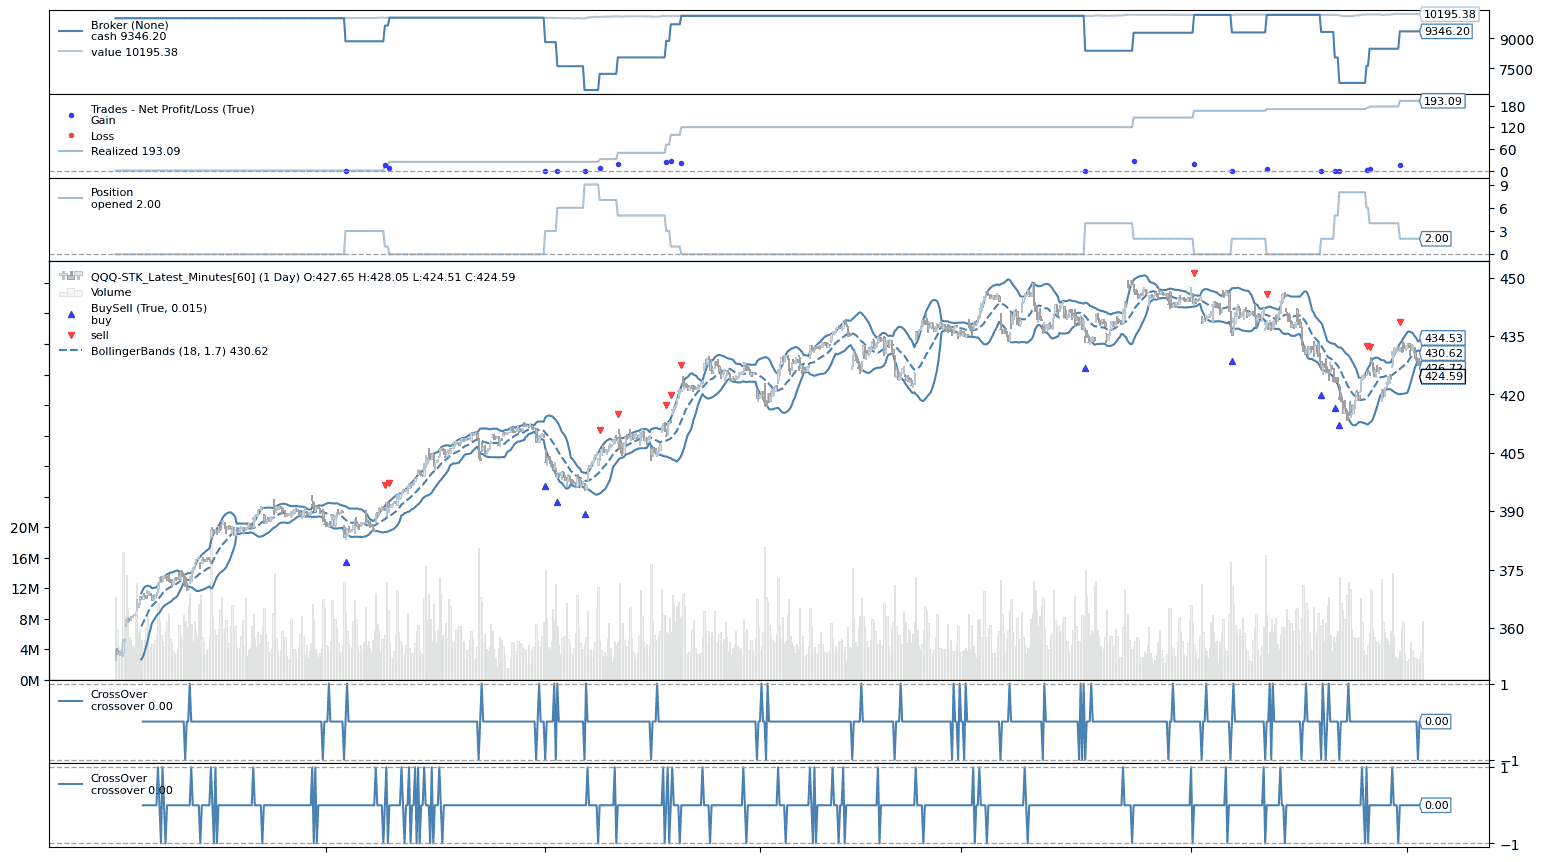 Broker (None)
cash 9346.20
value 10195.38
10195.38
9346.20
9000
7500
Trades - Net Profit/Loss (True)
Gain
Loss
Realized 193.09
193.09
180
120
60
0
Position
opened 2.00
9
6
3
2.00
0
QQQ-STK_Latest_Minutes[60] (1 Day) O:427.65 H:428.05 L:424.51 C:424.59
Volume
BuySell (True, 0.015)
buy
sell
BollingerBands (18, 1.7) 430.62
450
435
434.53
430.62
424.59
420
405
390
375
360
20M
16M
12M
8M
4M
0M
CrossOver
crossover 0.00
1
0.00
−1
CrossOver
crossover 0.00
1
0.00
−1